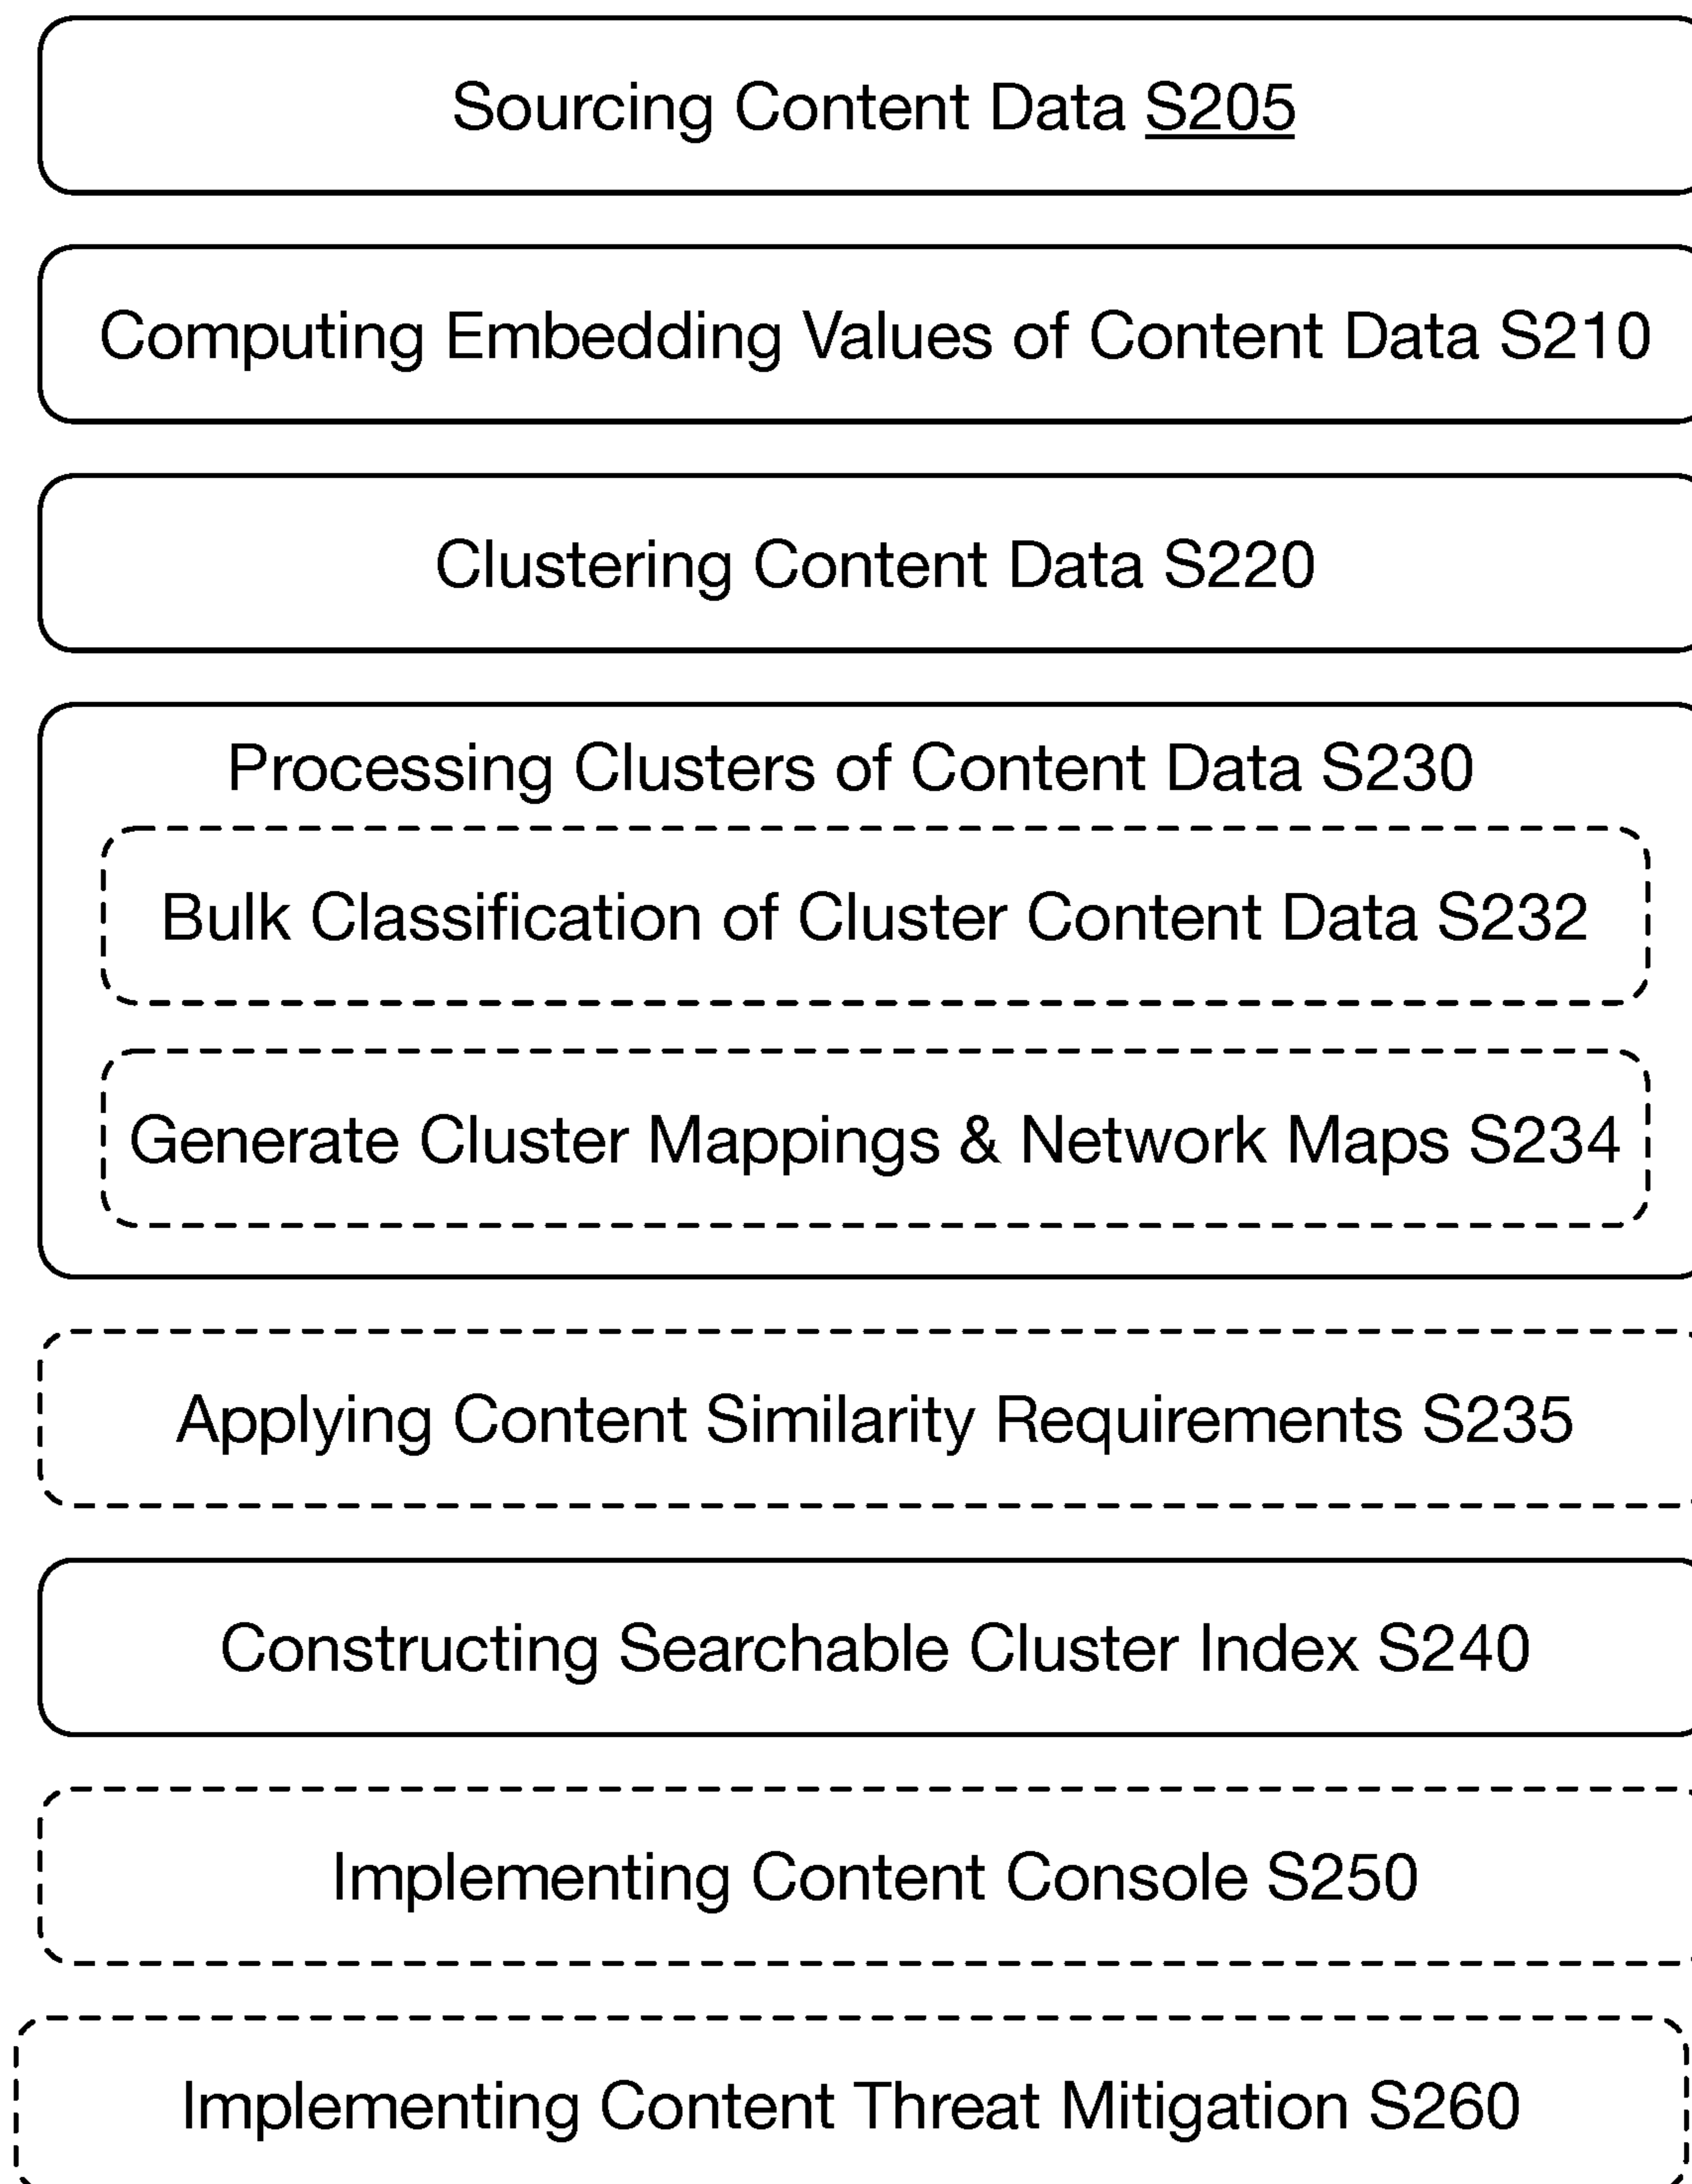 Sourcing Content Data S205
Computing Embedding Values of Content Data S210
Clustering Content Data S220
Processing Clusters of Content Data S230
Bulk Classification of Cluster Content Data S232
Generate Cluster Mappings & Network Maps S234
Applying Content Similarity Requirements S235
Constructing Searchable Cluster Index S240
Implementing Content Console S250
Implementing Content Threat Mitigation S260